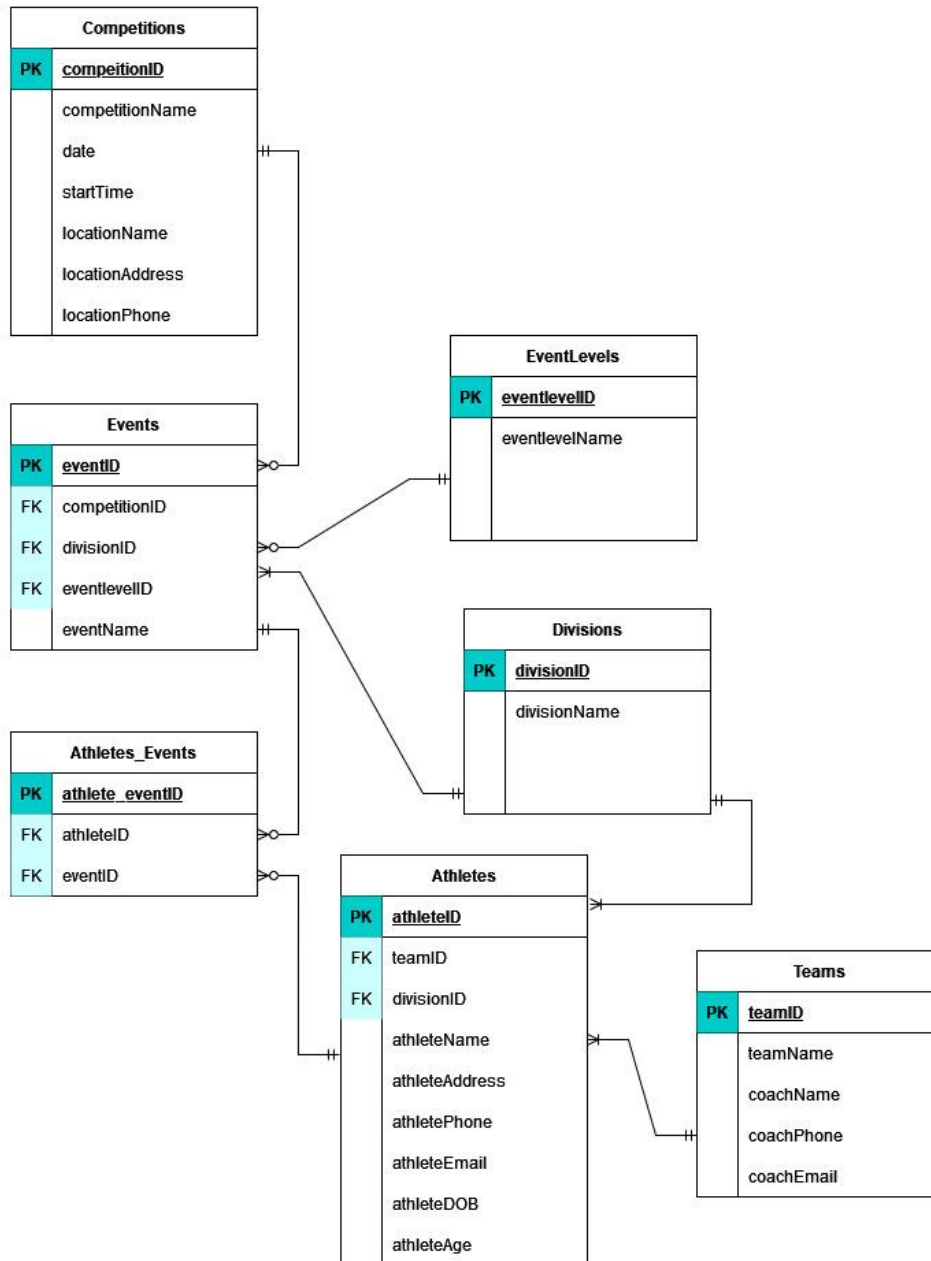 Competitions
PK compeitionID
competitionName
date
startTime
locationName
locationAddress
locationPhone
Events
PK eventID
FK competitionID
FK divisionID
FK eventlevelID
eventName
EventLevels
PK eventlevelID
eventlevelName
Divisions
PK divisionID
divisionName
Athletes_Events
PK athlete_eventID
FK athleteID
FK eventID
Athletes
PK athleteID
FK teamID
FK divisionID
athleteName
athleteAddress
athletePhone
athleteEmail
athleteDOB
athleteAge
Teams
PK teamID
teamName
coachName
coachPhone
coachEmail